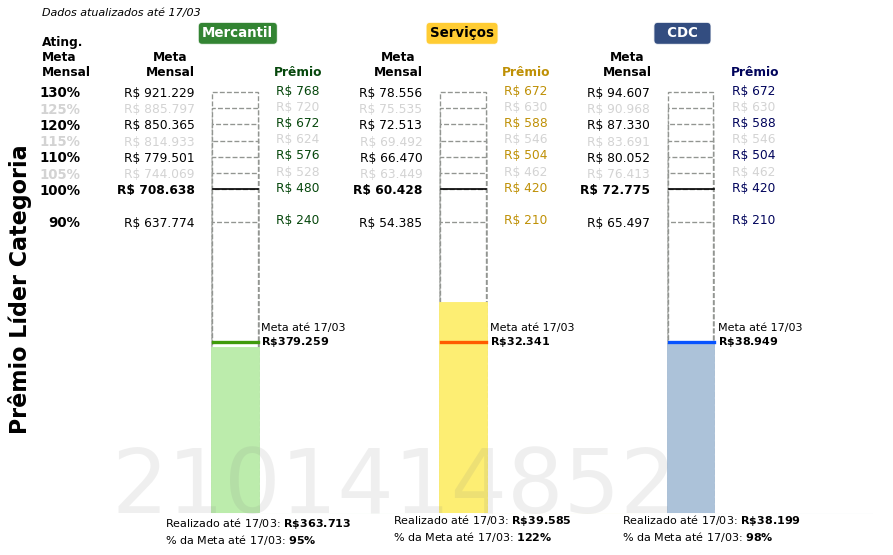 Dados atualizados até 17/03
Mercantil Serviços CDC
Ating.
Meta Meta Meta Meta
Mensal Mensal Prêmio Mensal Prêmio Mensal Prêmio
130% R$ 921.229 R$ 768 R$ 78.556 R$ 672 R$ 94.607 R$ 672
125% R$ 885.797 R$ 720 R$ 75.535 R$ 630 R$ 90.968 R$ 630
120% R$ 850.365 R$ 672 R$ 72.513 R$ 588 R$ 87.330 R$ 588
115% R$ 814.933 R$ 624 R$ 69.492 R$ 546 R$ 83.691 R$ 546
110% R$ 779.501 R$ 576 R$ 66.470 R$ 504 R$ 80.052 R$ 504
105% R$ 744.069 R$ 528 R$ 63.449 R$ 462 R$ 76.413 R$ 462
100% R$ 708.638 R$ 480 R$ 60.428 R$ 420 R$ 72.775 R$ 420
90% R$ 637.774 R$ 240 R$ 54.385 R$ 210 R$ 65.497 R$ 210
Prêmio Líder Categoria
Meta até 17/03 Meta até 17/03 Meta até 17/03
R$379.259 R$32.341 R$38.949
2101414852
Realizado até 17/03: R$363.713 Realizado até 17/03: R$39.585 Realizado até 17/03: R$38.199
% da Meta até 17/03: 95% % da Meta até 17/03: 122% % da Meta até 17/03: 98%